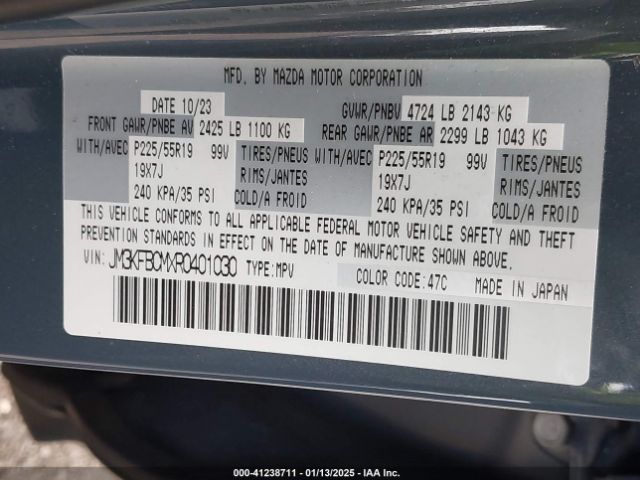 MFD. BY MAZDA MOTOR CORPORATION
DATE 10/23 GVWR/PNBV 4724 LB 2143 KG
FRONT GAWR/PNBE AV 2425 LB 1100 KG REAR GAWR/PNBE AR 2299 LB 1043 KG
WITH/AVEC P225/55R19 99V TIRES/PNEUS WITH/AVEC P225/55R19 99V TIRES/PNEUS
19X7J RIMS/JANTES 19X7J RIMS/JANTES
240 KPA/35 PSI COLD/A FROID 240 KPA/35 PSI COLD/A FROID
THIS VEHICLE CONFORMS TO ALL APPLICABLE FEDERAL MOTOR VEHICLE SAFETY AND THEFT
PREVENTION STANDARDS IN EFFECT ON THE DATE OF MANUFACTURE SHOWN ABOVE.
VIN: JM3KFBCMXR0401030 TYPE: MPV COLOR CODE: 47C MADE IN JAPAN
000-41238711 - 01/13/2025 - IAA Inc.